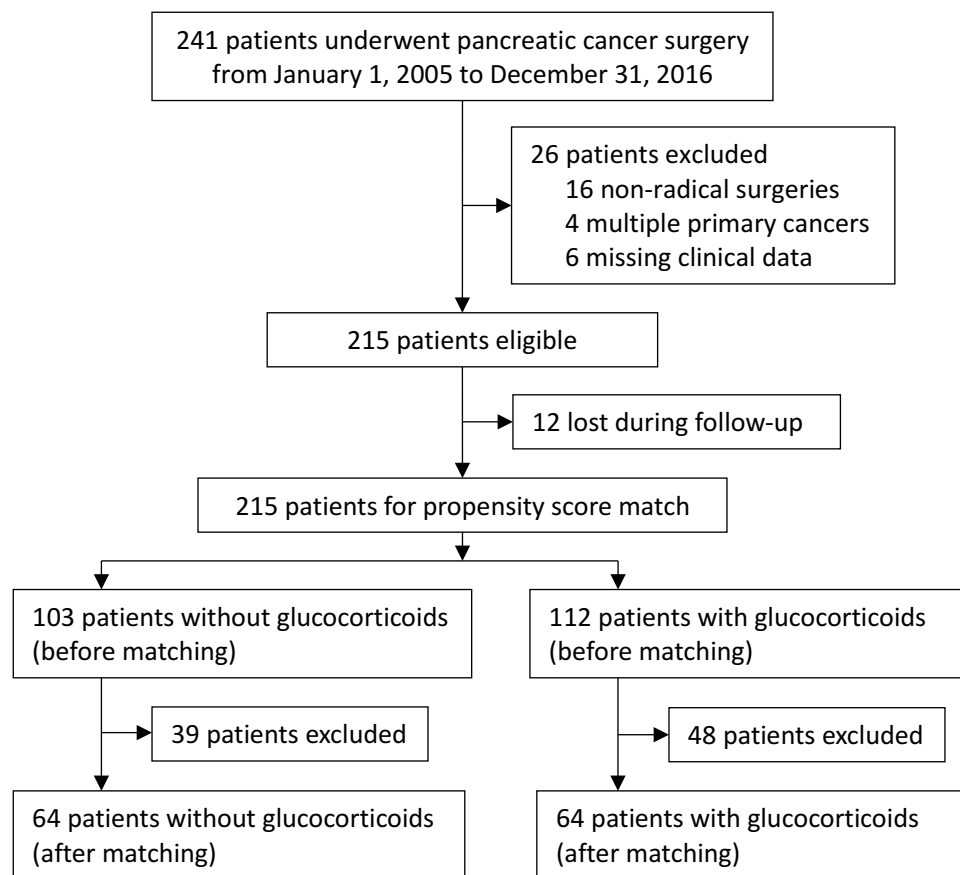 241 patients underwent pancreatic cancer surgery
from January 1, 2005 to December 31, 2016
26 patients excluded
16 non-radical surgeries
4 multiple primary cancers
6 missing clinical data
215 patients eligible
12 lost during follow-up
215 patients for propensity score match
103 patients without glucocorticoids
(before matching)
112 patients with glucocorticoids
(before matching)
39 patients excluded
48 patients excluded
64 patients without glucocorticoids
(after matching)
64 patients with glucocorticoids
(after matching)